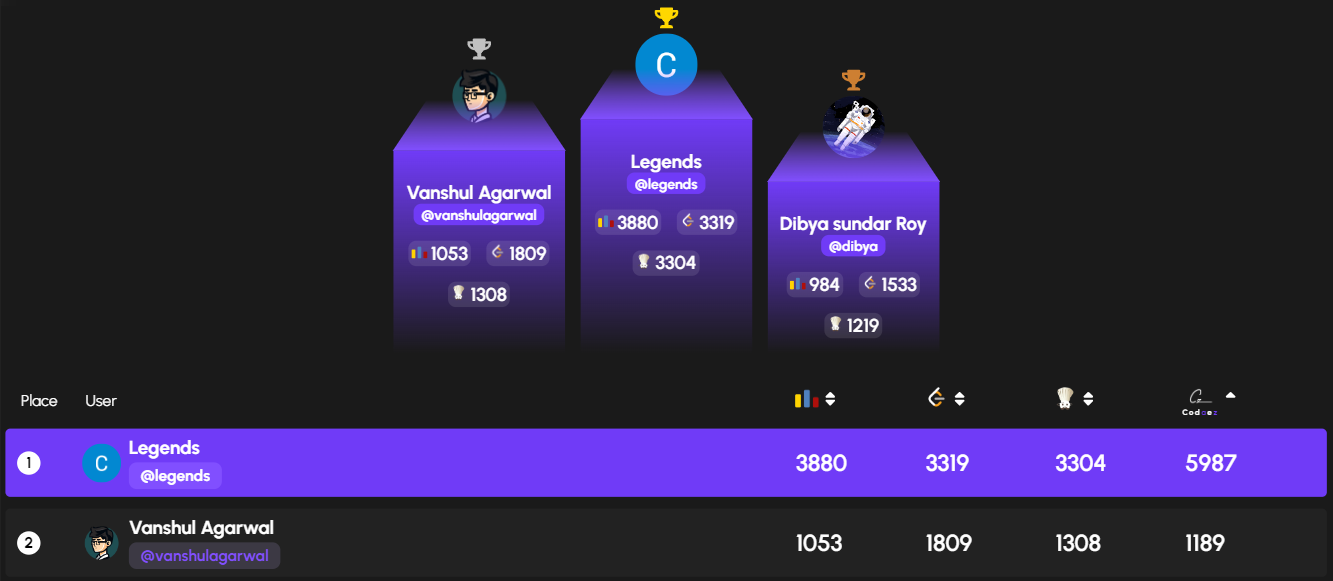 C
Legends
@legends
3880 3319
3304
Vanshul Agarwal
@vanshulagarwal
1053 1809
1308
Dibya sundar Roy
@dibya
984 1533
1219
Place User
Codeez
1 C Legends
@legends
3880 3319 3304 5987
2 Vanshul Agarwal
@vanshulagarwal
1053 1809 1308 1189